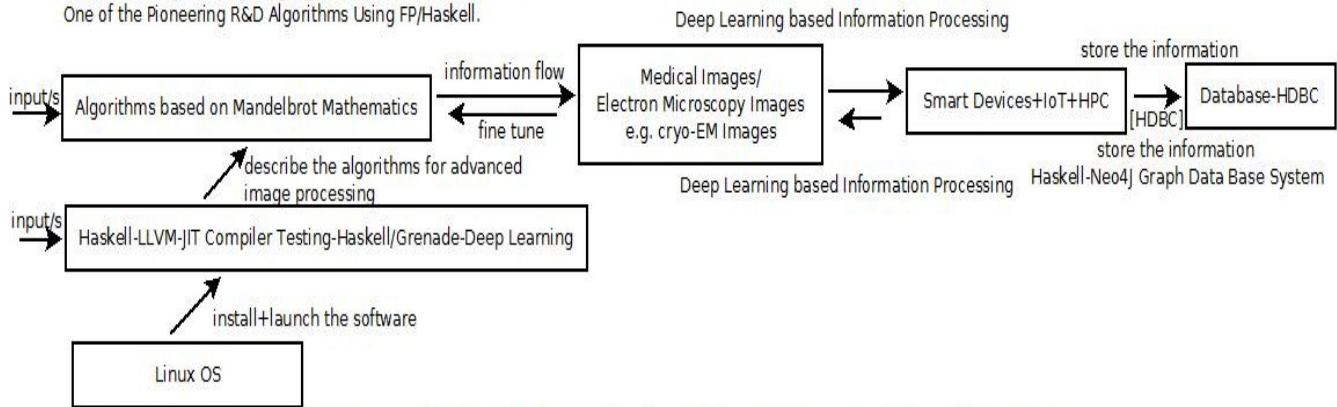 One of the Pioneering R&D Algorithms Using FP/Haskell.
Deep Learning based Information Processing
store the information
input/s
Algorithms based on Mandelbrot Mathematics
information flow
fine tune
Medical Images/
Electron Microscopy Images
e.g. cryo-EM Images
Smart Devices+IoT+HPC
[HDBC]
Database-HDBC
store the information
Haskell-Neo4J Graph Data Base System
describe the algorithms for advanced
image processing
Deep Learning based Information Processing
input/s
Haskell-LLVM-JIT Compiler Testing-Haskell/Grenade-Deep Learning
install+launch the software
Linux OS